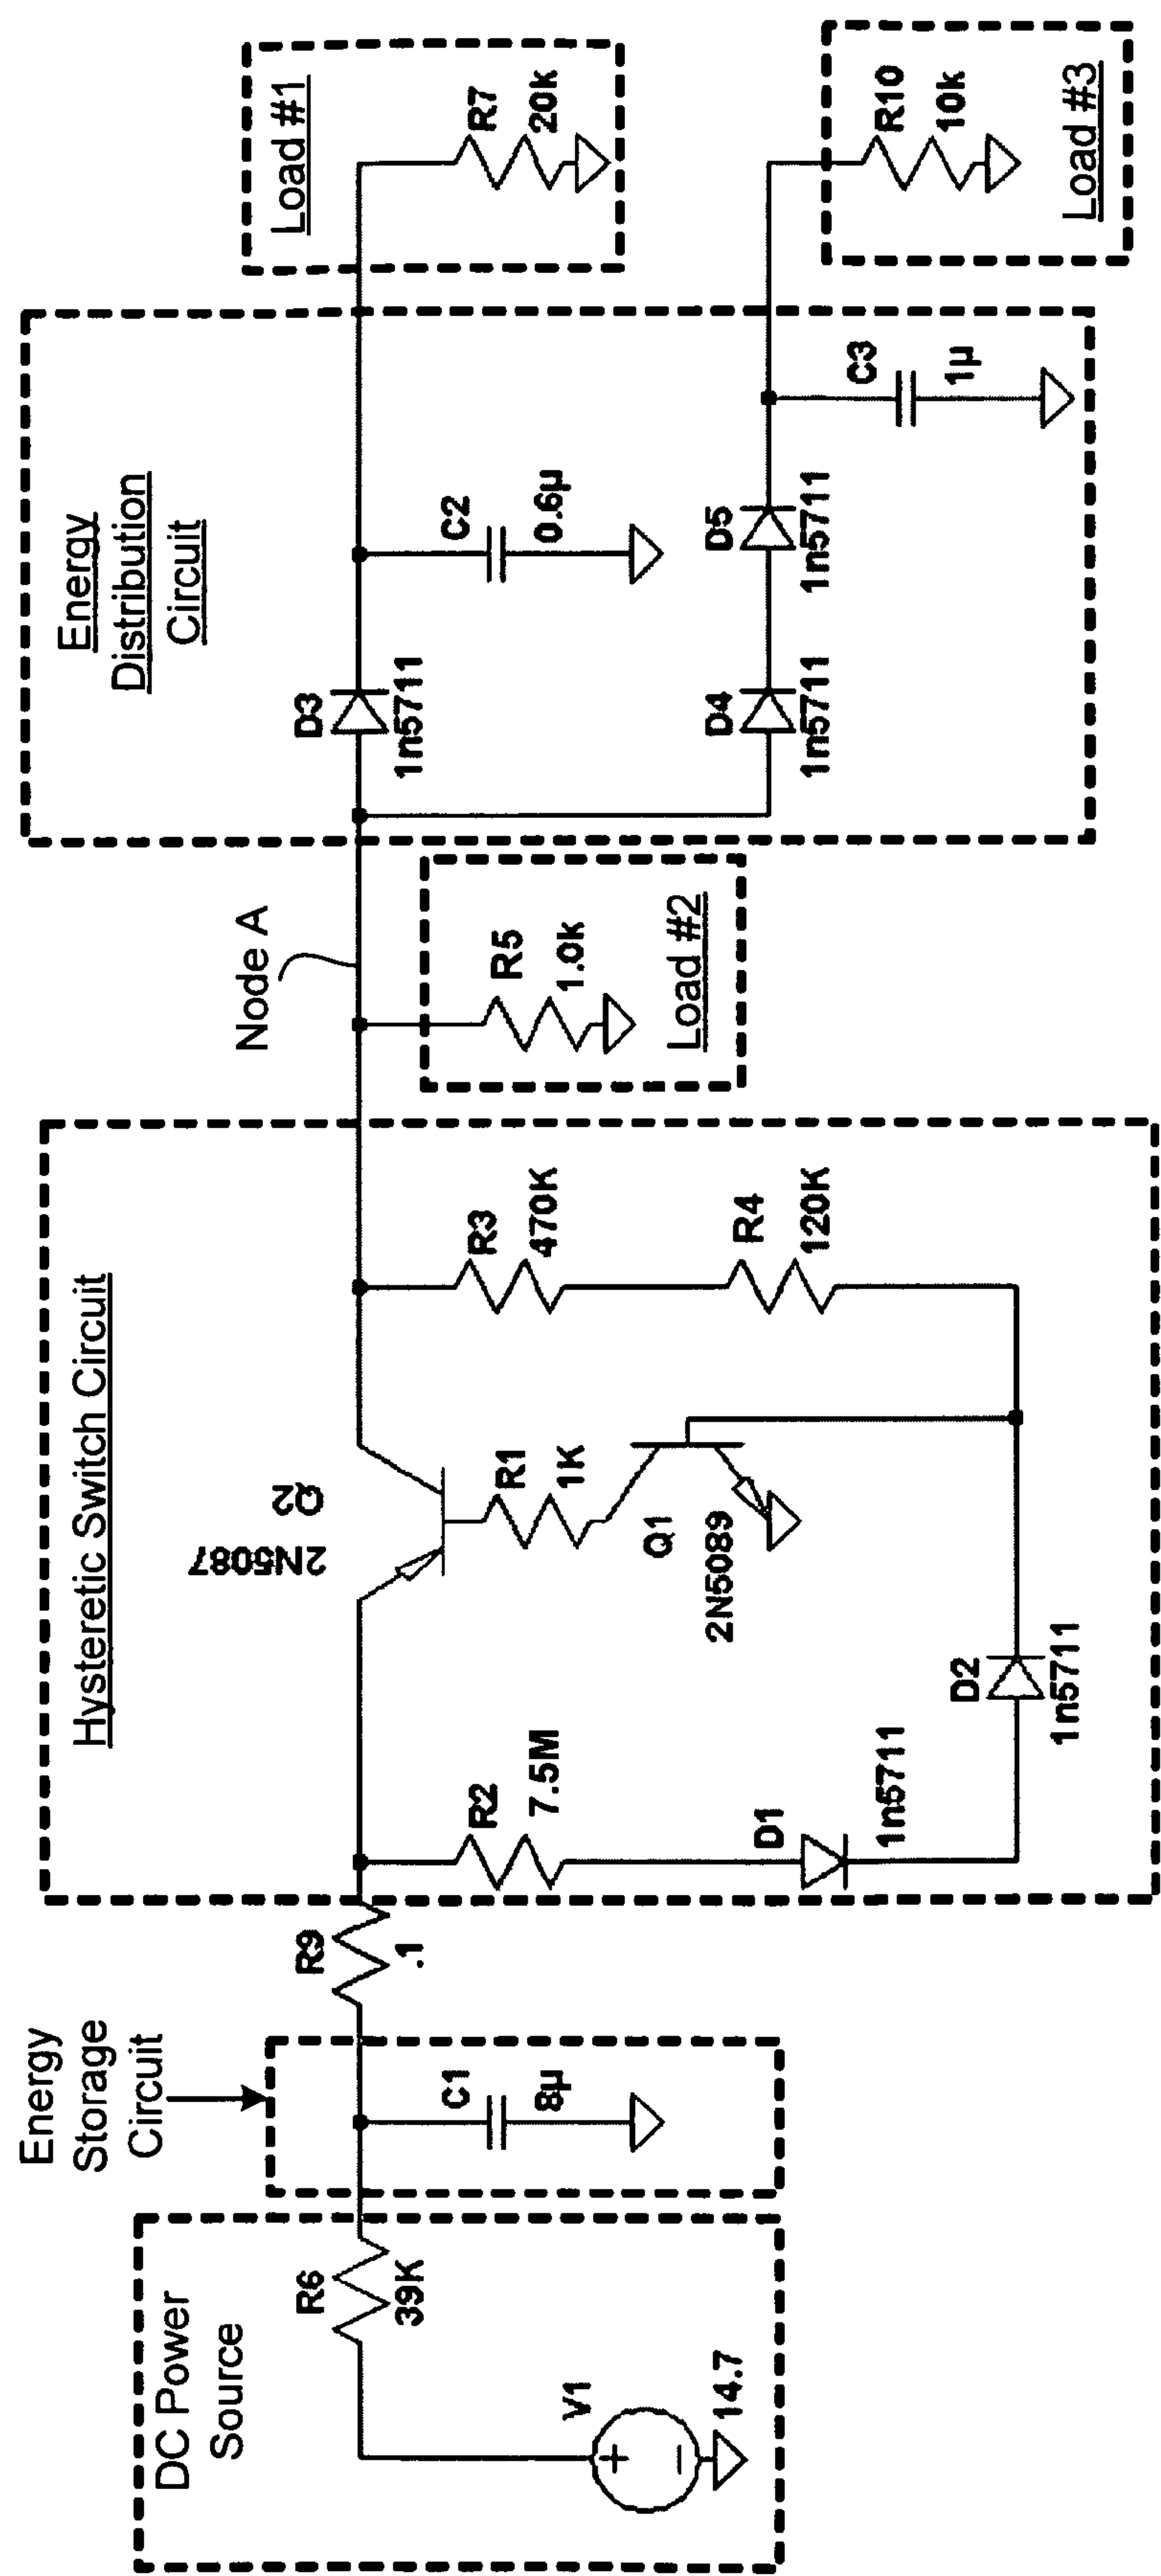 DC Power
Source
V1
14.7
R6
39K
Energy
Storage
Circuit
C1
8µ
R9
.1
Hysteretic Switch Circuit
R2
7.5M
D1
1n5711
D2
1n5711
Q2
2N5087
R1
1K
Q1
2N5089
R3
470K
R4
120K
Node A
R5
1.0k
Load #2
Energy
Distribution
Circuit
D3
1n5711
C2
0.6µ
D4
1n5711
D5
1n5711
C3
1µ
Load #1
R7
20k
R10
10k
Load #3